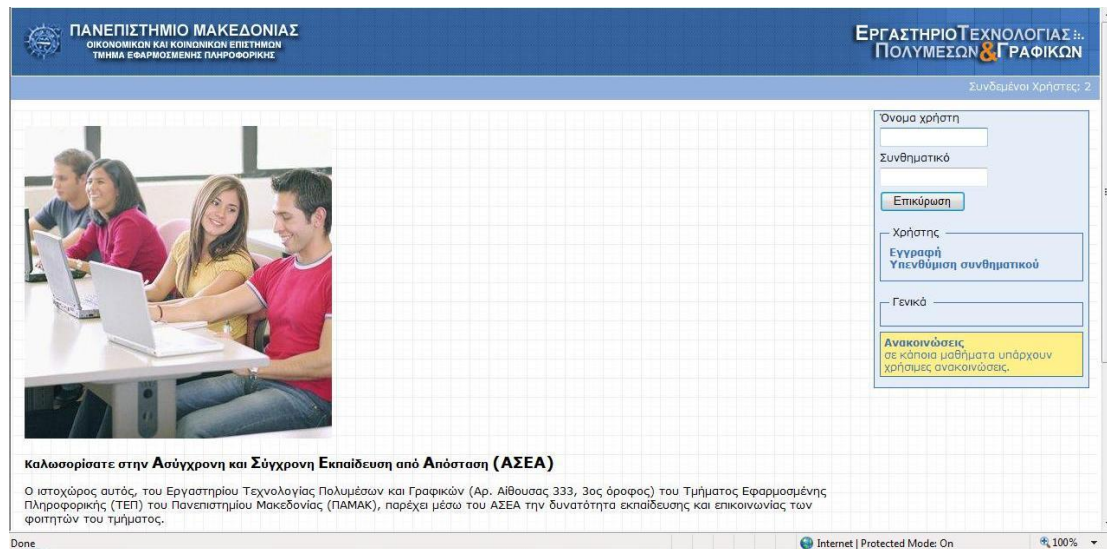 ΠΑΝΕΠΙΣΤΗΜΙΟ ΜΑΚΕΔΟΝΙΑΣ
ΟΙΚΟΝΟΜΙΚΩΝ ΚΑΙ ΚΟΙΝΩΝΙΚΩΝ ΕΠΙΣΤΗΜΩΝ
ΤΜΗΜΑ ΕΦΑΡΜΟΣΜΕΝΗΣ ΠΛΗΡΟΦΟΡΙΚΗΣ
ΕΡΓΑΣΤΗΡΙΟΤΕΧΝΟΛΟΓΙΑΣ
ΠΟΛΥΜΕΣΩΝ&ΓΡΑΦΙΚΩΝ
Συνδεμένοι Χρήστες: 2
Όνομα χρήστη
Συνθηματικό
Επικύρωση
Χρήστης
Εγγραφή
Υπενθύμιση συνθηματικού
Γενικά
Ανακοινώσεις
σε κάποια μαθήματα υπάρχουν
χρήσιμες ανακοινώσεις.
Καλωσορίσατε στην Ασύγχρονη και Σύγχρονη Εκπαίδευση από Απόσταση (ΑΣΕΑ)
Ο ιστοχώρος αυτός, του Εργαστηρίου Τεχνολογίας Πολυμέσων και Γραφικών (Αρ. Αίθουσας 333, 3ος όροφος) του Τμήματος Εφαρμοσμένης
Πληροφορικής (ΤΕΠ) του Πανεπιστημίου Μακεδονίας (ΠΑΜΑΚ), παρέχει μέσω του ΑΣΕΑ την δυνατότητα εκπαίδευσης και επικοινωνίας των
φοιτητών του τμήματος.
Done
Internet | Protected Mode: On
100%